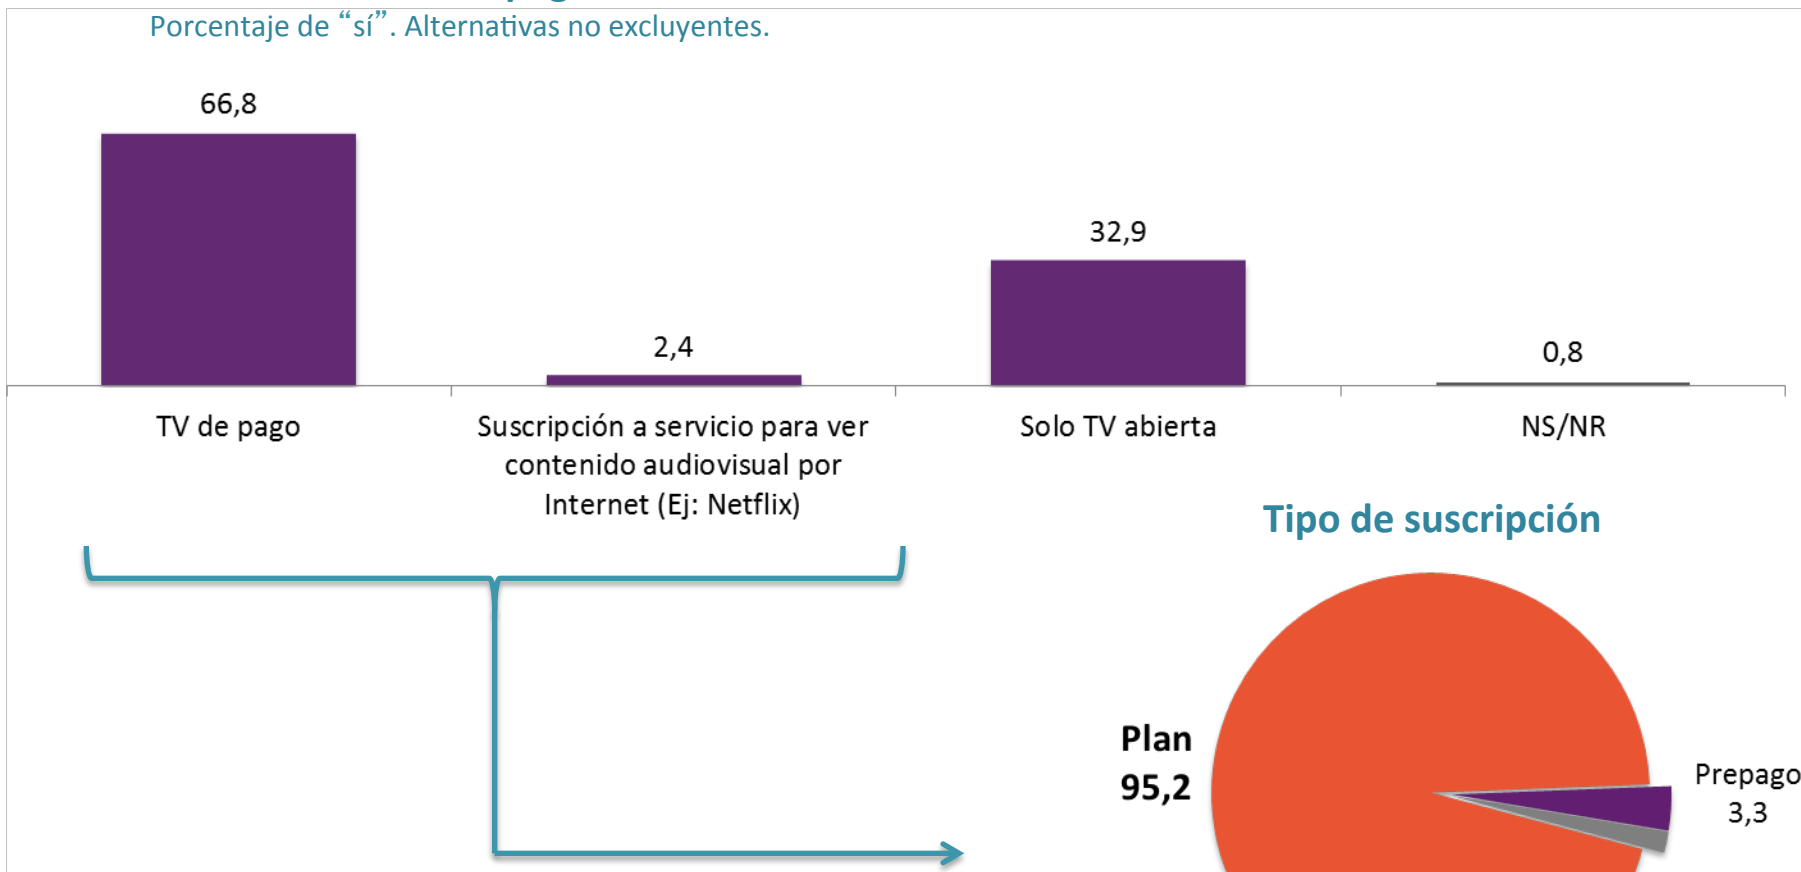 Porcentaje de “sí”. Alternativas no excluyentes.
66,8
2,4
32,9
0,8
TV de pago
Suscripción a servicio para ver
contenido audiovisual por
Internet (Ej: Netflix)
Solo TV abierta
NS/NR
Tipo de suscripción
Plan
95,2
Prepago
3,3